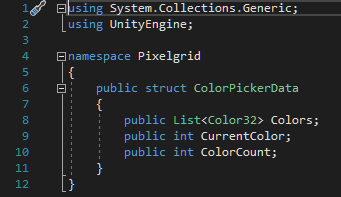 1 using System.Collections.Generic;
2 using UnityEngine;
3
4 namespace Pixelgrid
5 {
6 public struct ColorPickerData
7 {
8 public List<Color32> Colors;
9 public int CurrentColor;
10 public int ColorCount;
11 }
12 }